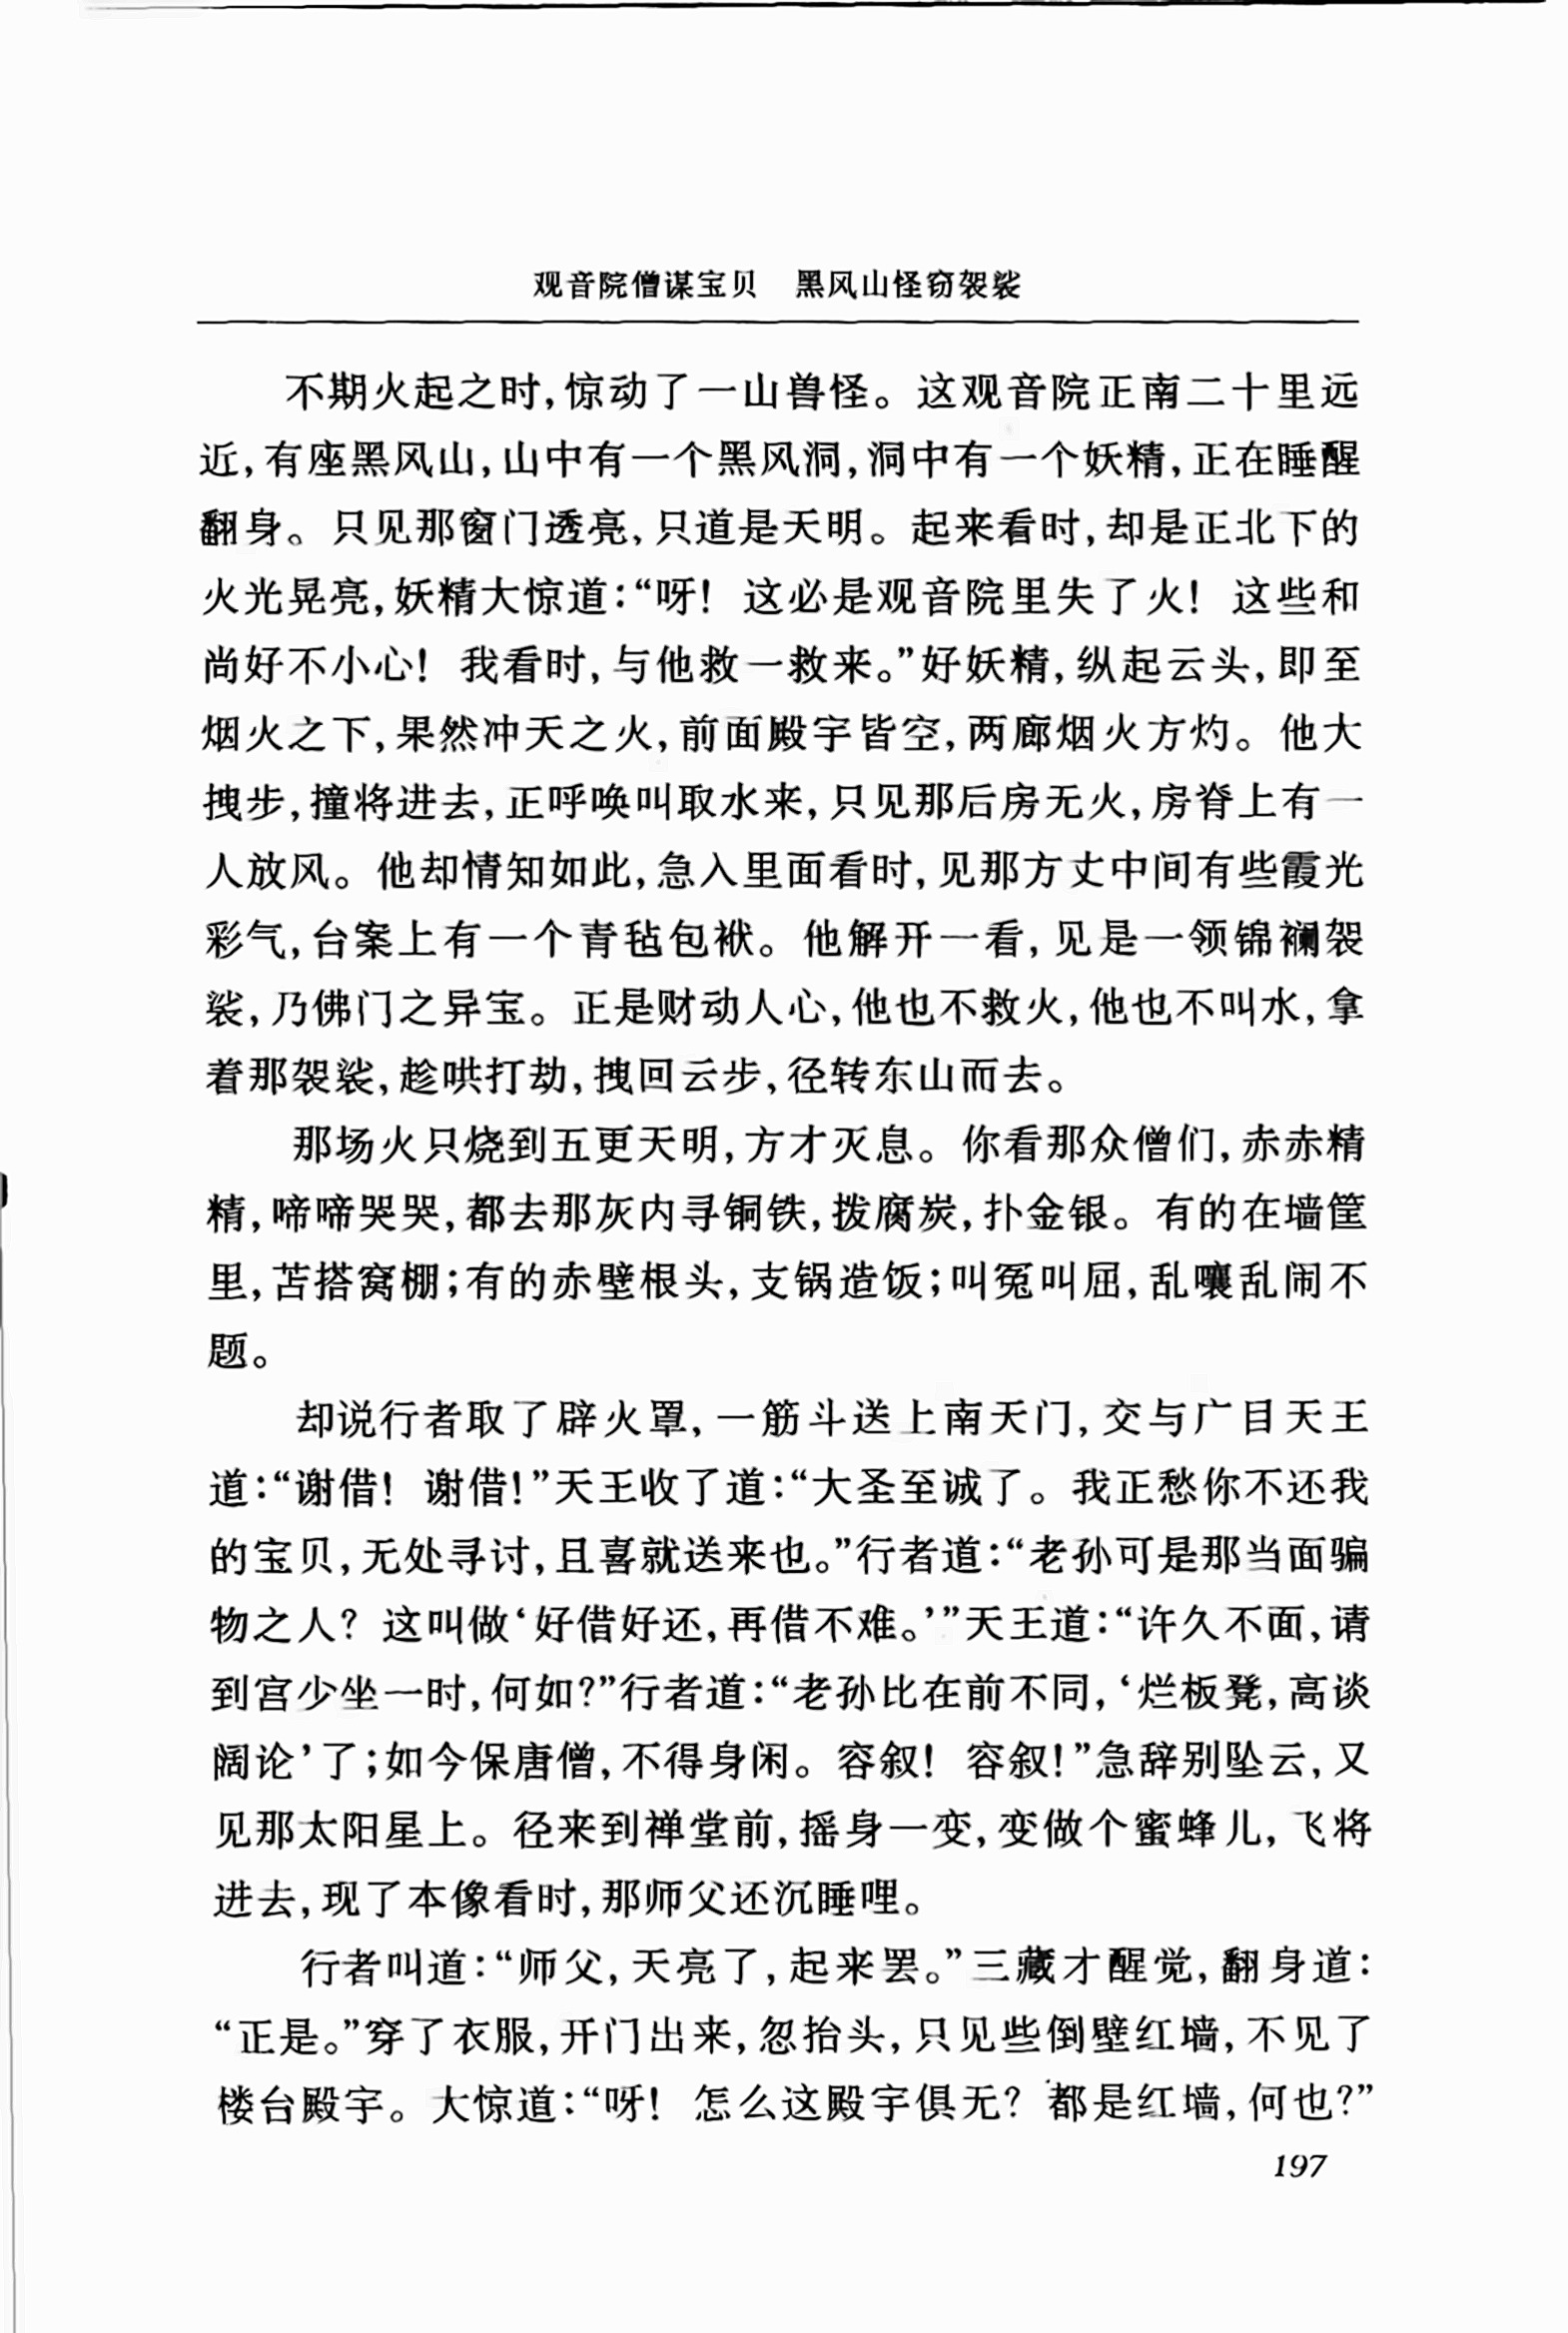 观音院僧谋宝贝　黑风山怪窃袈裟
不期火起之时,惊动了一山兽怪。这观音院正南二十里远
近,有座黑风山,山中有一个黑风洞,洞中有一个妖精,正在睡醒
翻身。只见那窗门透亮,只道是天明。起来看时,却是正北下的
火光晃亮,妖精大惊道:“呀! 这必是观音院里失了火! 这些和
尚好不小心! 我看时,与他救一救来。”好妖精,纵起云头,即至
烟火之下,果然冲天之火,前面殿宇皆空,两廊烟火方灼。他大
拽步,撞将进去,正呼唤叫取水来,只见那后房无火,房脊上有一
人放风。他却情知如此,急入里面看时,见那方丈中间有些霞光
彩气,台案上有一个青毡包袱。他解开一看,见是一领锦襕袈
裟,乃佛门之异宝。正是财动人心,他也不救火,他也不叫水,拿
着那袈裟,趁哄打劫,拽回云步,径转东山而去。
那场火只烧到五更天明,方才灭息。你看那众僧们,赤赤精
精,啼啼哭哭,都去那灰内寻铜铁,拨腐炭,扑金银。有的在墙筐
里,苫搭窝棚;有的赤壁根头,支锅造饭;叫冤叫屈,乱嚷乱闹不
题。
却说行者取了辟火罩,一筋斗送上南天门,交与广目天王
道:“谢借! 谢借!”天王收了道:“大圣至诚了。我正愁你不还我
的宝贝,无处寻讨,且喜就送来也。”行者道:“老孙可是那当面骗
物之人? 这叫做‘好借好还,再借不难。’”天王道:“许久不面,请
到宫少坐一时,何如?”行者道:“老孙比在前不同,‘烂板凳,高谈
阔论’了;如今保唐僧,不得身闲。容叙! 容叙!”急辞别坠云,又
见那太阳星上。径来到禅堂前,摇身一变,变做个蜜蜂儿,飞将
进去,现了本像看时,那师父还沉睡哩。
行者叫道:“师父,天亮了,起来罢。”三藏才醒觉,翻身道:
“正是。”穿了衣服,开门出来,忽抬头,只见些倒壁红墙,不见了
楼台殿宇。大惊道:“呀! 怎么这殿宇俱无? 都是红墙,何也?”
197